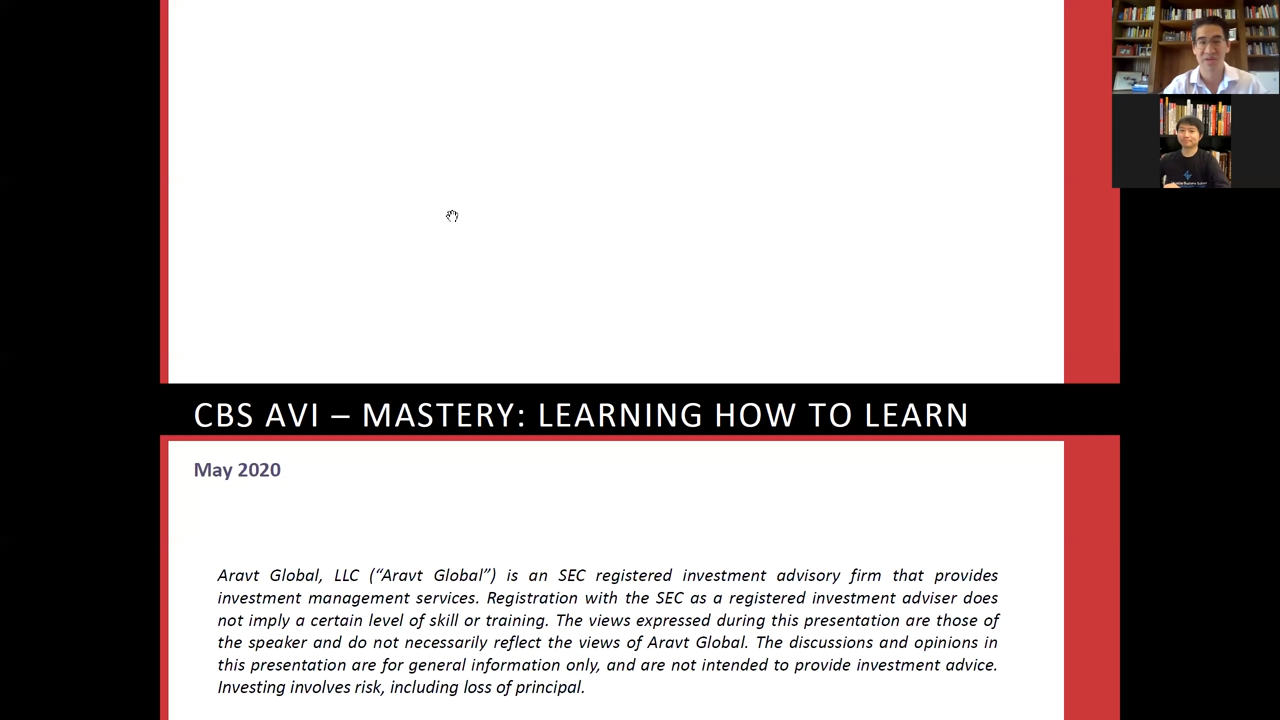 CBS AVI – MASTERY: LEARNING HOW TO LEARN
May 2020
Aravt Global, LLC (“Aravt Global”) is an SEC registered investment advisory firm that provides
investment management services. Registration with the SEC as a registered investment adviser does
not imply a certain level of skill or training. The views expressed during this presentation are those of
the speaker and do not necessarily reflect the views of Aravt Global. The discussions and opinions in
this presentation are for general information only, and are not intended to provide investment advice.
Investing involves risk, including loss of principal.